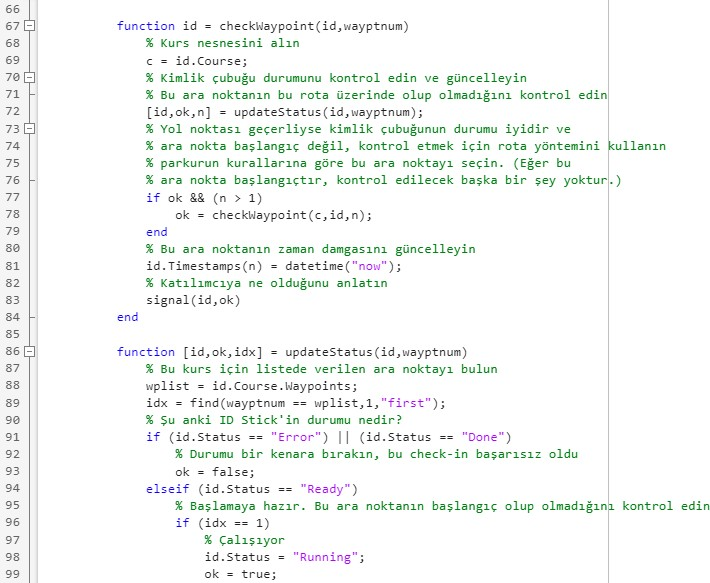 66
67 function id = checkWaypoint(id,wayptnum)
68 % Kurs nesnesini alın
69 c = id.Course;
70 % Kimlik çubuğu durumunu kontrol edin ve güncelleyin
71 % Bu ara noktanın bu rota üzerinde olup olmadığını kontrol edin
72 [id,ok,n] = updateStatus(id,wayptnum);
73 % Yol noktası geçerliyse kimlik çubuğunun durumu iyidir ve
74 % ara nokta başlangıç değil, kontrol etmek için rota yöntemini kullanın
75 % parkurun kurallarına göre bu ara noktayı seçin. (Eğer bu
76 % ara nokta başlangıçtır, kontrol edilecek başka bir şey yoktur.)
77 if ok && (n > 1)
78 ok = checkWaypoint(c,id,n);
79 end
80 % Bu ara noktanın zaman damgasını güncelleyin
81 id.Timestamps(n) = datetime("now");
82 % Katılımcıya ne olduğunu anlatın
83 signal(id,ok)
84 end
85
86 function [id,ok,idx] = updateStatus(id,wayptnum)
87 % Bu kurs için listede verilen ara noktayı bulun
88 wplist = id.Course.Waypoints;
89 idx = find(wayptnum == wplist,1,"first");
90 % Şu anki ID Stick'in durumu nedir?
91 if (id.Status == "Error") || (id.Status == "Done")
92 % Durumu bir kenara bırakın, bu check-in başarısız oldu
93 ok = false;
94 elseif (id.Status == "Ready")
95 % Başlamaya hazır. Bu ara noktanın başlangıç olup olmadığını kontrol edin
96 if (idx == 1)
97 % Çalışıyor
98 id.Status = "Running";
99 ok = true;